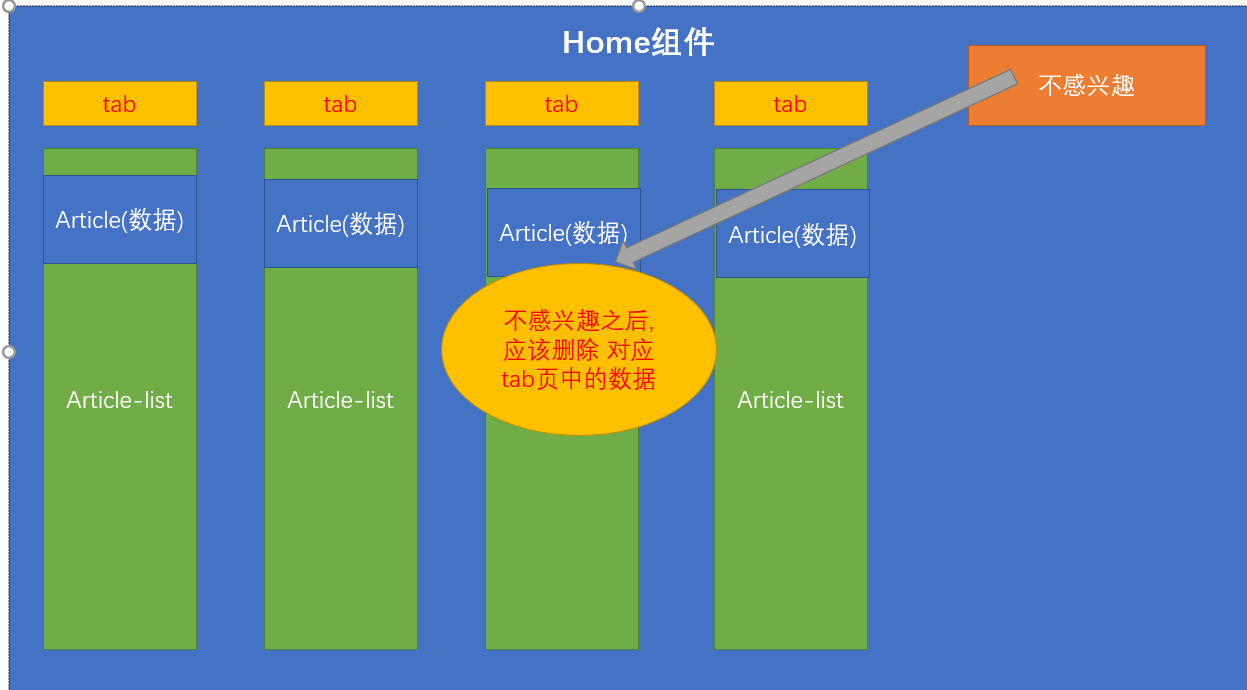 Home组件
tab
tab
tab
tab
不感兴趣
Article(数据)
Article(数据)
Article(数据)
Article(数据)
不感兴趣之后,
应该删除 对应
tab页中的数据
Article-list
Article-list
Article-list